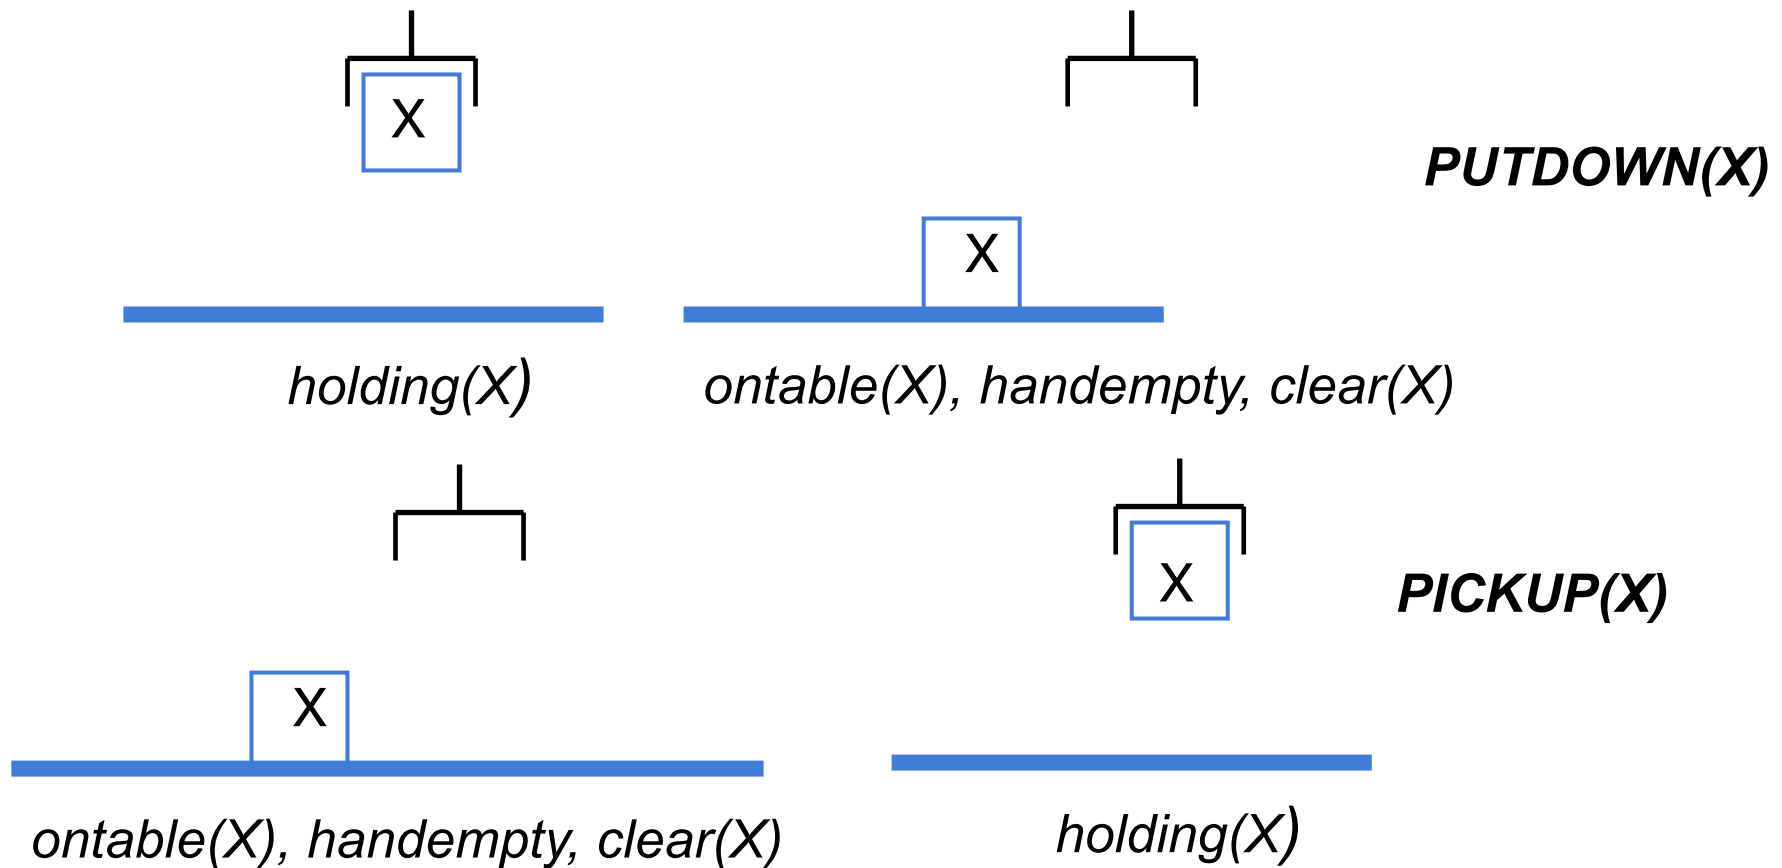 X
X
PUTDOWN(X)
holding(X)
ontable(X), handempty, clear(X)
X
PICKUP(X)
X
ontable(X), handempty, clear(X)
holding(X)